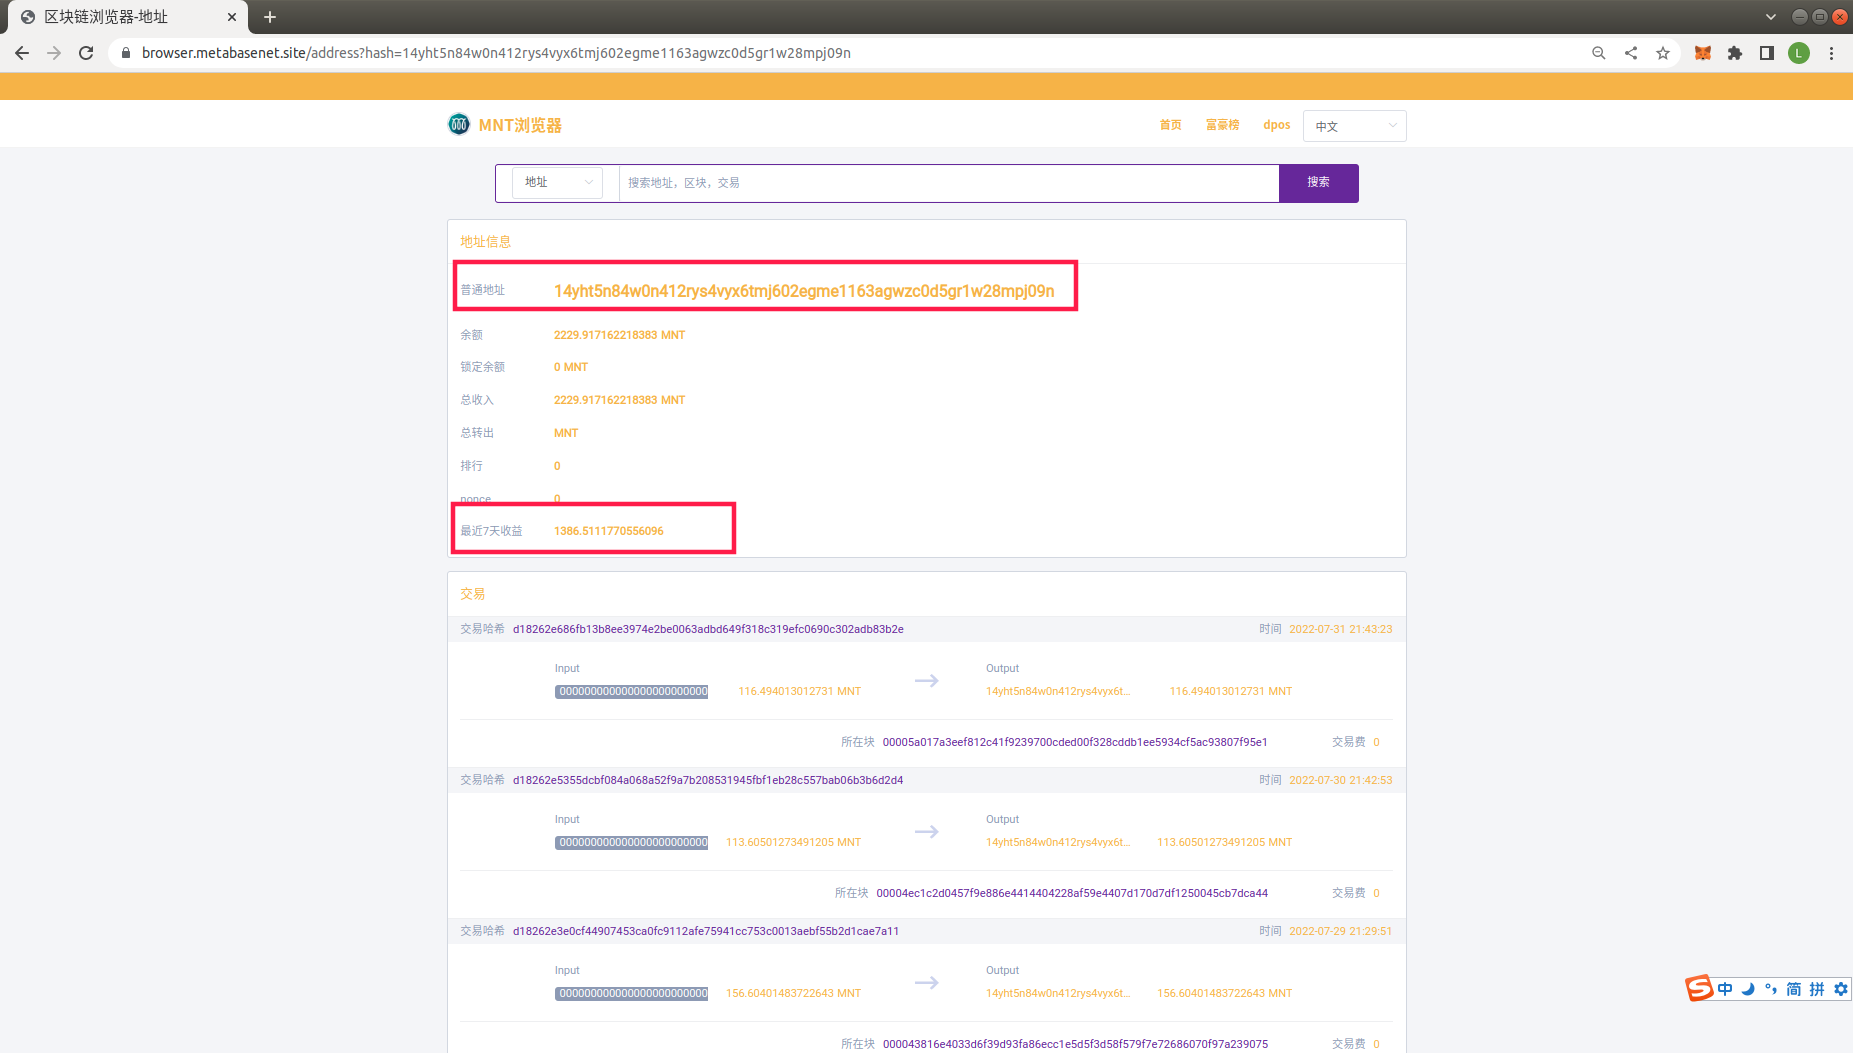 区块链浏览器-地址
browser.metabasenet.site/address?hash=14yht5n84w0n412rys4vyx6tmj602egme1163agwzc0d5gr1w28mpj09n
L
MNT浏览器 首页 富豪榜 dpos 中文
地址 搜索地址，区块，交易 搜索
地址信息
普通地址 14yht5n84w0n412rys4vyx6tmj602egme1163agwzc0d5gr1w28mpj09n
余额 2229.917162218383 MNT
锁定余额 0 MNT
总收入 2229.917162218383 MNT
总转出 MNT
排行 0
nonce 0
最近7天收益 1386.5111770556096
交易
交易哈希 d18262e686fb13b8ee3974e2be0063adbd649f318c319efc0690c302adb83b2e 时间 2022-07-31 21:43:23
Input Output
000000000000000000000000 116.494013012731 MNT 14yht5n84w0n412rys4vyx6t... 116.494013012731 MNT
所在块 00005a017a3eef812c41f9239700cded00f328cddb1ee5934cf5ac93807f95e1 交易费 0
交易哈希 d18262e5355dcbf084a068a52f9a7b208531945fbf1eb28c557bab06b3b6d2d4 时间 2022-07-30 21:42:53
Input Output
000000000000000000000000 113.60501273491205 MNT 14yht5n84w0n412rys4vyx6t... 113.60501273491205 MNT
所在块 00004ec1c2d0457f9e886e4414404228af59e4407d170d7df1250045cb7dca44 交易费 0
交易哈希 d18262e3e0cf44907453ca0fc9112afe75941cc753c0013aebf55b2d1cae7a11 时间 2022-07-29 21:29:51
Input Output
000000000000000000000000 156.60401483722643 MNT 14yht5n84w0n412rys4vyx6t... 156.60401483722643 MNT
所在块 000043816e4033d6f39d93fa86ecc1e5d5f3d58f579f7e72686070f97a239075 交易费 0
S 中 简 拼